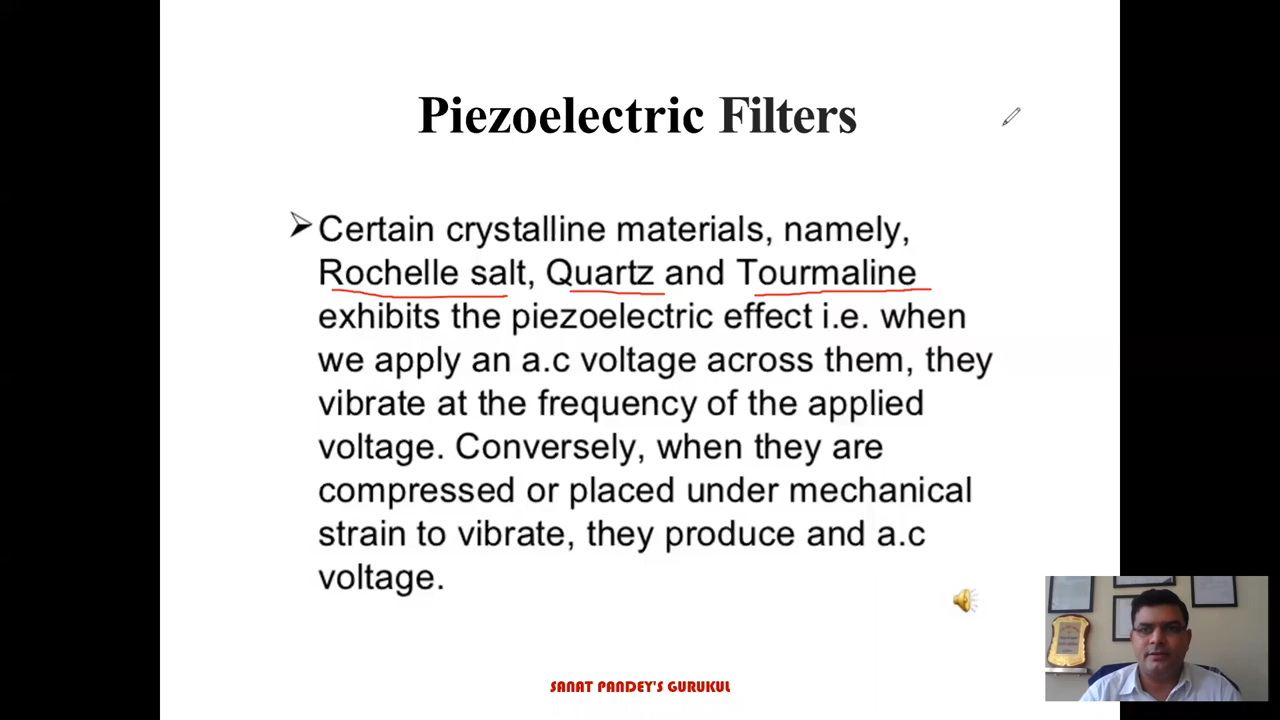 Piezoelectric Filters
Certain crystalline materials, namely,
Rochelle salt, Quartz and Tourmaline
exhibits the piezoelectric effect i.e. when
we apply an a.c voltage across them, they
vibrate at the frequency of the applied
voltage. Conversely, when they are
compressed or placed under mechanical
strain to vibrate, they produce and a.c
voltage.
SANAT PANDEY'S GURUKUL